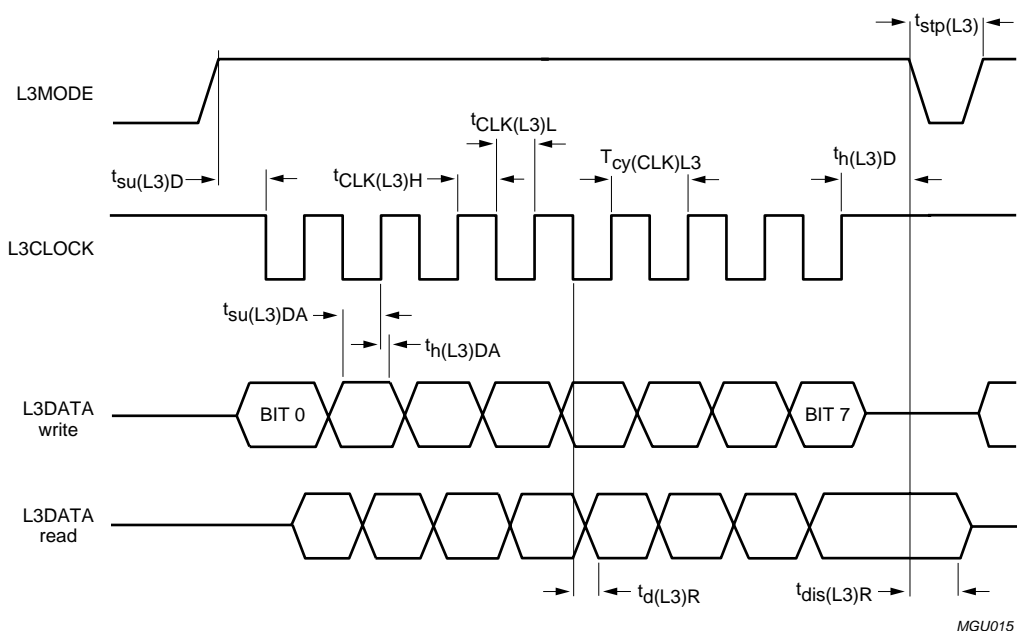 tstp(L3)
L3MODE
tCLK(L3)L
tsu(L3)D
tCLK(L3)H
Tcy(CLK)L3
th(L3)D
L3CLOCK
tsu(L3)DA
th(L3)DA
L3DATA
write
BIT 0
BIT 7
L3DATA
read
td(L3)R
tdis(L3)R
MGU015